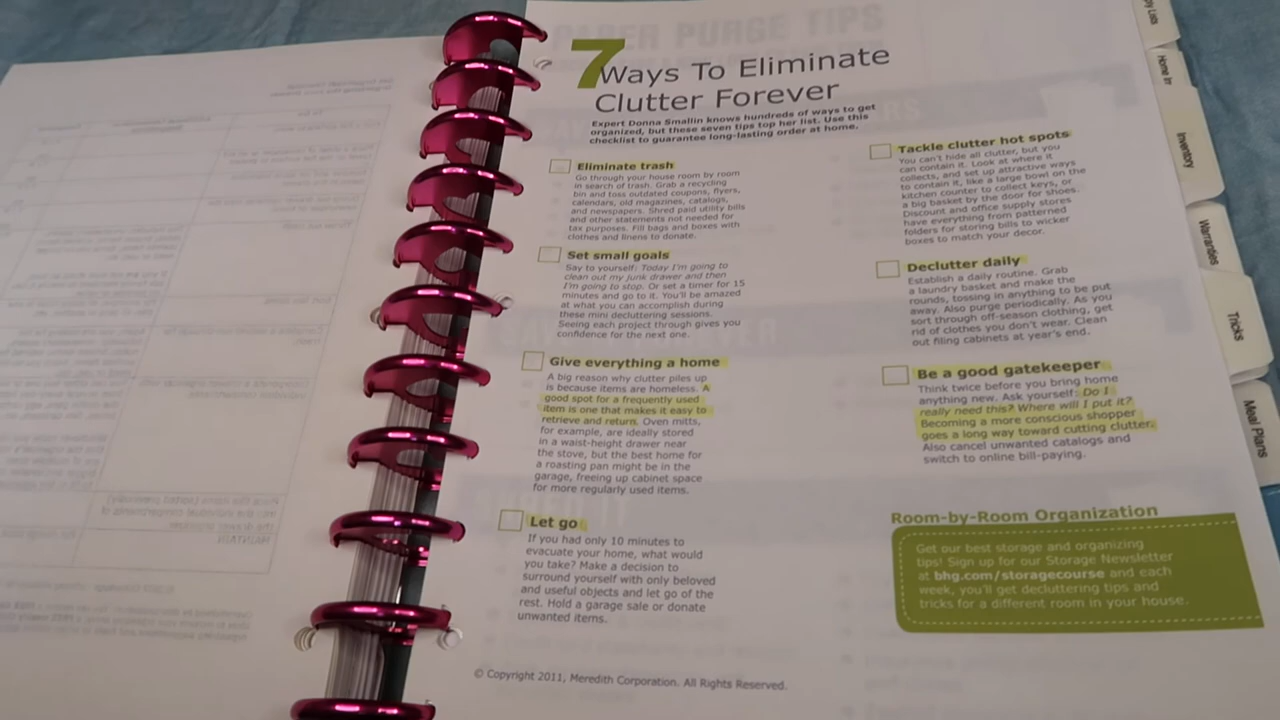 7 Ways To Eliminate
Clutter Forever
Expert Donna Smallin knows hundreds of ways to get
organized, but these seven tips top her list. Use this
checklist to guarantee long-lasting order at home.
Eliminate trash
Go through your house room by room
in search of trash. Grab a recycling
bin and toss outdated coupons, flyers,
calendars, old magazines, catalogs,
and newspapers. Shred paid utility bills
and other statements not needed for
tax purposes. Fill bags and boxes with
clothes and linens to donate.
Set small goals
Say to yourself: Today I'm going to
clean out my junk drawer and then
I'm going to stop. Or set a timer for 15
minutes and go to it. You'll be amazed
at what you can accomplish during
these mini decluttering sessions.
Seeing each project through gives you
confidence for the next one.
Give everything a home
A big reason why clutter piles up
is because items are homeless. A
good spot for a frequently used
item is one that makes it easy to
retrieve and return. Oven mitts,
for example, are ideally stored
in a waist-height drawer near
the stove, but the best home for
a roasting pan might be in the
garage, freeing up cabinet space
for more regularly used items.
Let go
If you had only 10 minutes to
evacuate your home, what would
you take? Make a decision to
surround yourself with only beloved
and useful objects and let go of the
rest. Hold a garage sale or donate
unwanted items.
Tackle clutter hot spots
You can't hide all clutter, but you
can contain it. Look at where it
collects, and set up attractive ways
to contain it, like a large bowl on the
kitchen counter to collect keys, or
a big basket by the door for shoes.
Discount and office supply stores
have everything from patterned
folders for storing bills to wicker
boxes to match your decor.
Declutter daily
Establish a daily routine. Grab
a laundry basket and make the
rounds, tossing in anything to be put
away. Also purge periodically. As you
sort through off-season clothing, get
rid of clothes you don't wear. Clean
out filing cabinets at year's end.
Be a good gatekeeper
Think twice before you bring home
anything new. Ask yourself: Do I
really need this? Where will I put it?
Becoming a more conscious shopper
goes a long way toward cutting clutter.
Also cancel unwanted catalogs and
switch to online bill-paying.
Room-by-Room Organization
Get our best storage and organizing
tips! Sign up for our Storage Newsletter
at bhg.com/storagecourse and each
week, you'll get decluttering tips and
tricks for a different room in your house.
© Copyright 2011, Meredith Corporation. All Rights Reserved.
Lists
Home
Inventory
Warranties
Tricks
Meal Plans